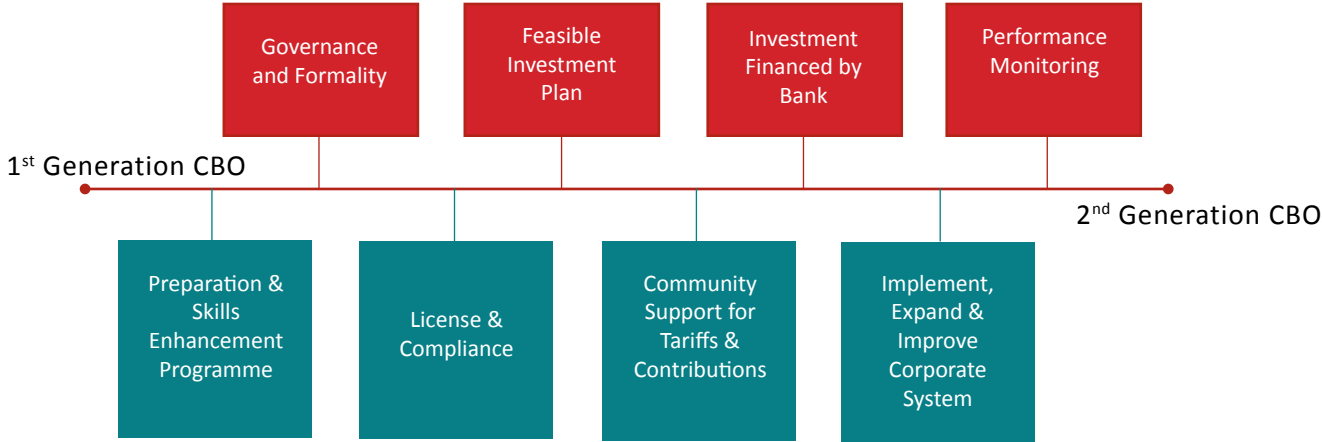 Governance
and Formality
Feasible
Investment
Plan
Investment
Financed by
Bank
Performance
Monitoring
1st Generation CBO
2nd Generation CBO
Preparation &
Skills
Enhancement
Programme
License &
Compliance
Community
Support for
Tariffs &
Contributions
Implement,
Expand &
Improve
Corporate
System